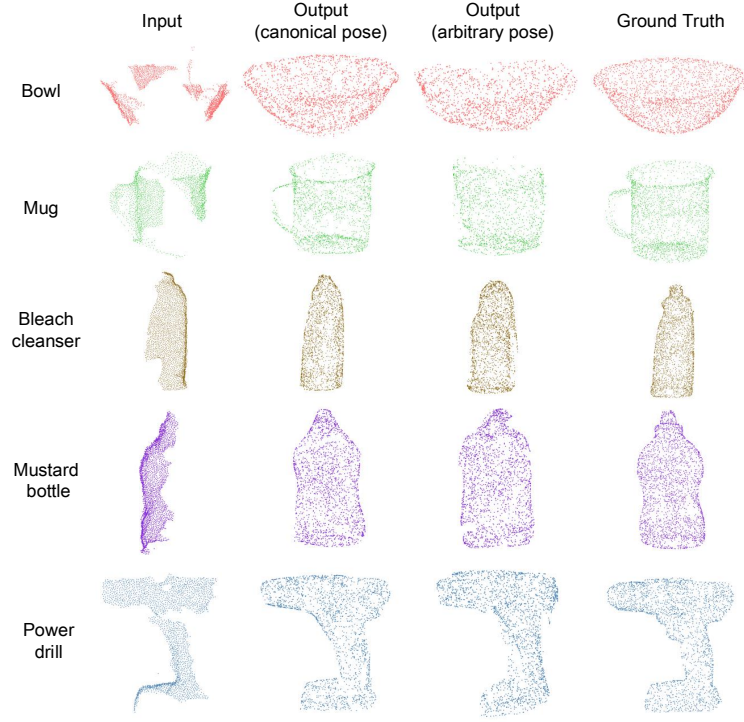 Input
Output
(canonical pose)
Output
(arbitrary pose)
Ground Truth
Bowl
Mug
Bleach
cleanser
Mustard
bottle
Power
drill